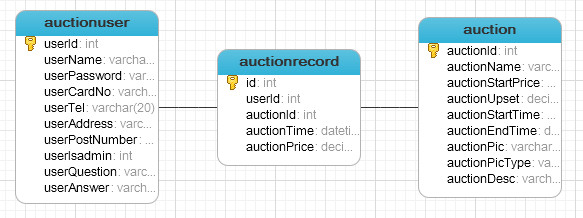 auctionuser
userId: int
userName: varcha...
userPassword: varc...
userCardNo: varch...
userTel: varchar(20)
userAddress: varc...
userPostNumber: ...
userIsadmin: int
userQuestion: varc...
userAnswer: varch...
auctionrecord
id: int
userId: int
auctionId: int
auctionTime: dateti...
auctionPrice: deci...
auction
auctionId: int
auctionName: varc...
auctionStartPrice: ...
auctionUpset: deci...
auctionStartTime: ...
auctionEndTime: d...
auctionPic: varchar...
auctionPicType: va...
auctionDesc: varch...